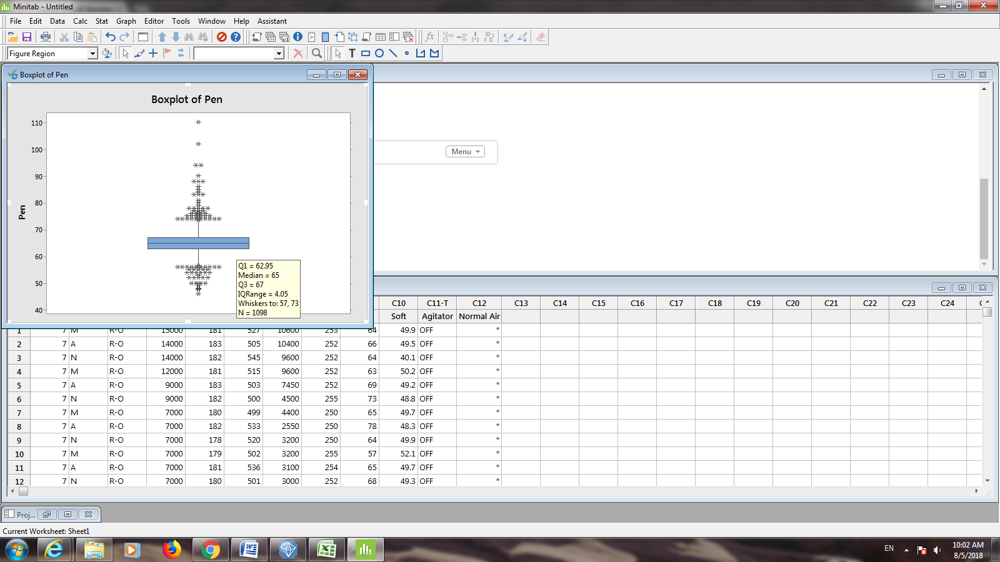 Minitab - Untitled
File Edit Data Calc Stat Graph Editor Tools Window Help Assistant
Figure Region
Boxplot of Pen
Boxplot of Pen
Pen
110
100
90
80
70
60
50
40
Q1 = 62.95
Median = 65
Q3 = 67
IQRange = 4.05
Whiskers to: 57, 73
N = 1098
Menu
C10 C11-T C12 C13 C14 C15 C16 C17 C18 C19 C20 C21 C22 C23 C24
Soft Agitator Normal Air
1 7 M R-O 15000 181 527 10600 253 64 49.9 OFF *
2 7 A R-O 14000 183 505 10400 252 66 49.5 OFF *
3 7 N R-O 14000 182 545 9600 252 64 40.1 OFF *
4 7 M R-O 12000 181 515 9600 252 63 50.2 OFF *
5 7 A R-O 9000 183 503 7450 252 69 49.2 OFF *
6 7 N R-O 9000 182 500 4500 255 73 48.8 OFF *
7 7 M R-O 7000 180 499 4400 250 65 49.7 OFF *
8 7 A R-O 7000 182 533 2550 250 78 48.3 OFF *
9 7 N R-O 7000 178 520 3200 250 64 49.9 OFF *
10 7 M R-O 7000 179 502 3200 255 57 52.1 OFF *
11 7 A R-O 7000 181 536 3100 254 65 49.7 OFF *
12 7 N R-O 7000 180 501 3000 252 68 49.3 OFF *
Proj...
Current Worksheet: Sheet1
EN
10:02 AM
8/5/2018